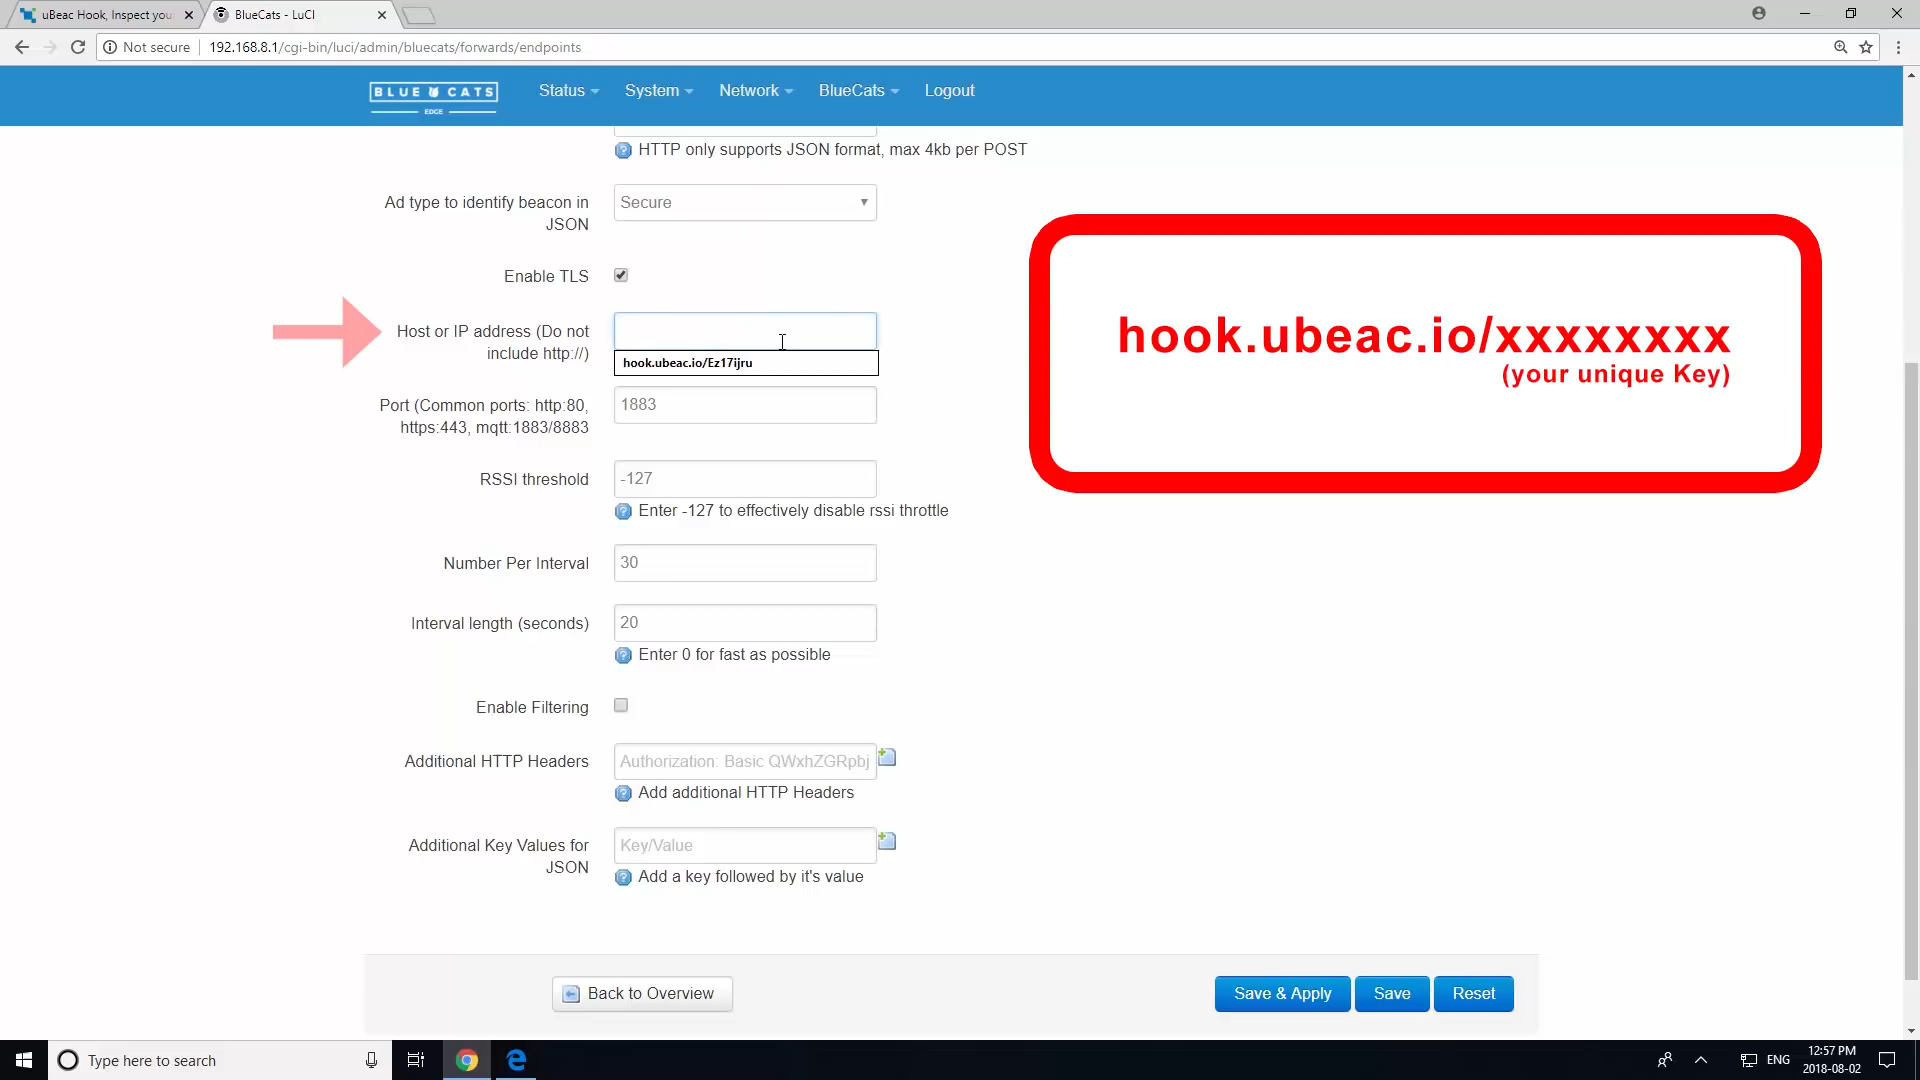 uBeac Hook, Inspect you
BlueCats - LuCI
Not secure
192.168.8.1/cgi-bin/luci/admin/bluecats/forwards/endpoints
BLUE CATS
EDGE
Status
System
Network
BlueCats
Logout
HTTP only supports JSON format, max 4kb per POST
Ad type to identify beacon in
JSON
Secure
Enable TLS
Host or IP address (Do not
include http://)
hook.ubeac.io/Ez17ijru
hook.ubeac.io/xxxxxxxx
(your unique Key)
Port (Common ports: http:80,
https:443, mqtt:1883/8883
1883
RSSI threshold
-127
Enter -127 to effectively disable rssi throttle
Number Per Interval
30
Interval length (seconds)
20
Enter 0 for fast as possible
Enable Filtering
Additional HTTP Headers
Authorization: Basic QWxhZGRpbj
Add additional HTTP Headers
Additional Key Values for
JSON
Key/Value
Add a key followed by it's value
Back to Overview
Save & Apply
Save
Reset
Type here to search
ENG
12:57 PM
2018-08-02